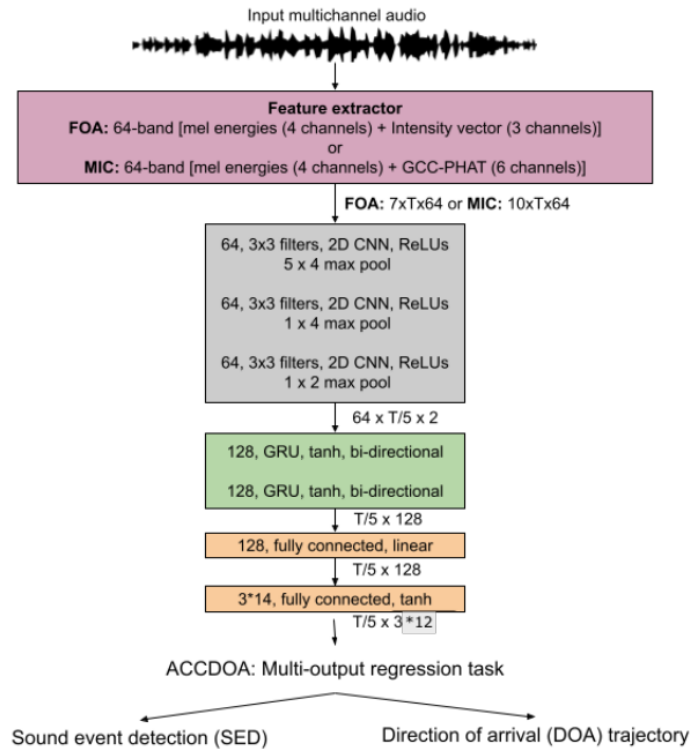 Input multichannel audio
Feature extractor
FOA: 64-band [mel energies (4 channels) + Intensity vector (3 channels)]
or
MIC: 64-band [mel energies (4 channels) + GCC-PHAT (6 channels)]
FOA: 7xTx64 or MIC: 10xTx64
64, 3x3 filters, 2D CNN, ReLUs
5 x 4 max pool
64, 3x3 filters, 2D CNN, ReLUs
1 x 4 max pool
64, 3x3 filters, 2D CNN, ReLUs
1 x 2 max pool
64 x T/5 x 2
128, GRU, tanh, bi-directional
128, GRU, tanh, bi-directional
T/5 x 128
128, fully connected, linear
T/5 x 128
3*14, fully connected, tanh
T/5 x 3*12
ACCDOA: Multi-output regression task
Sound event detection (SED)
Direction of arrival (DOA) trajectory